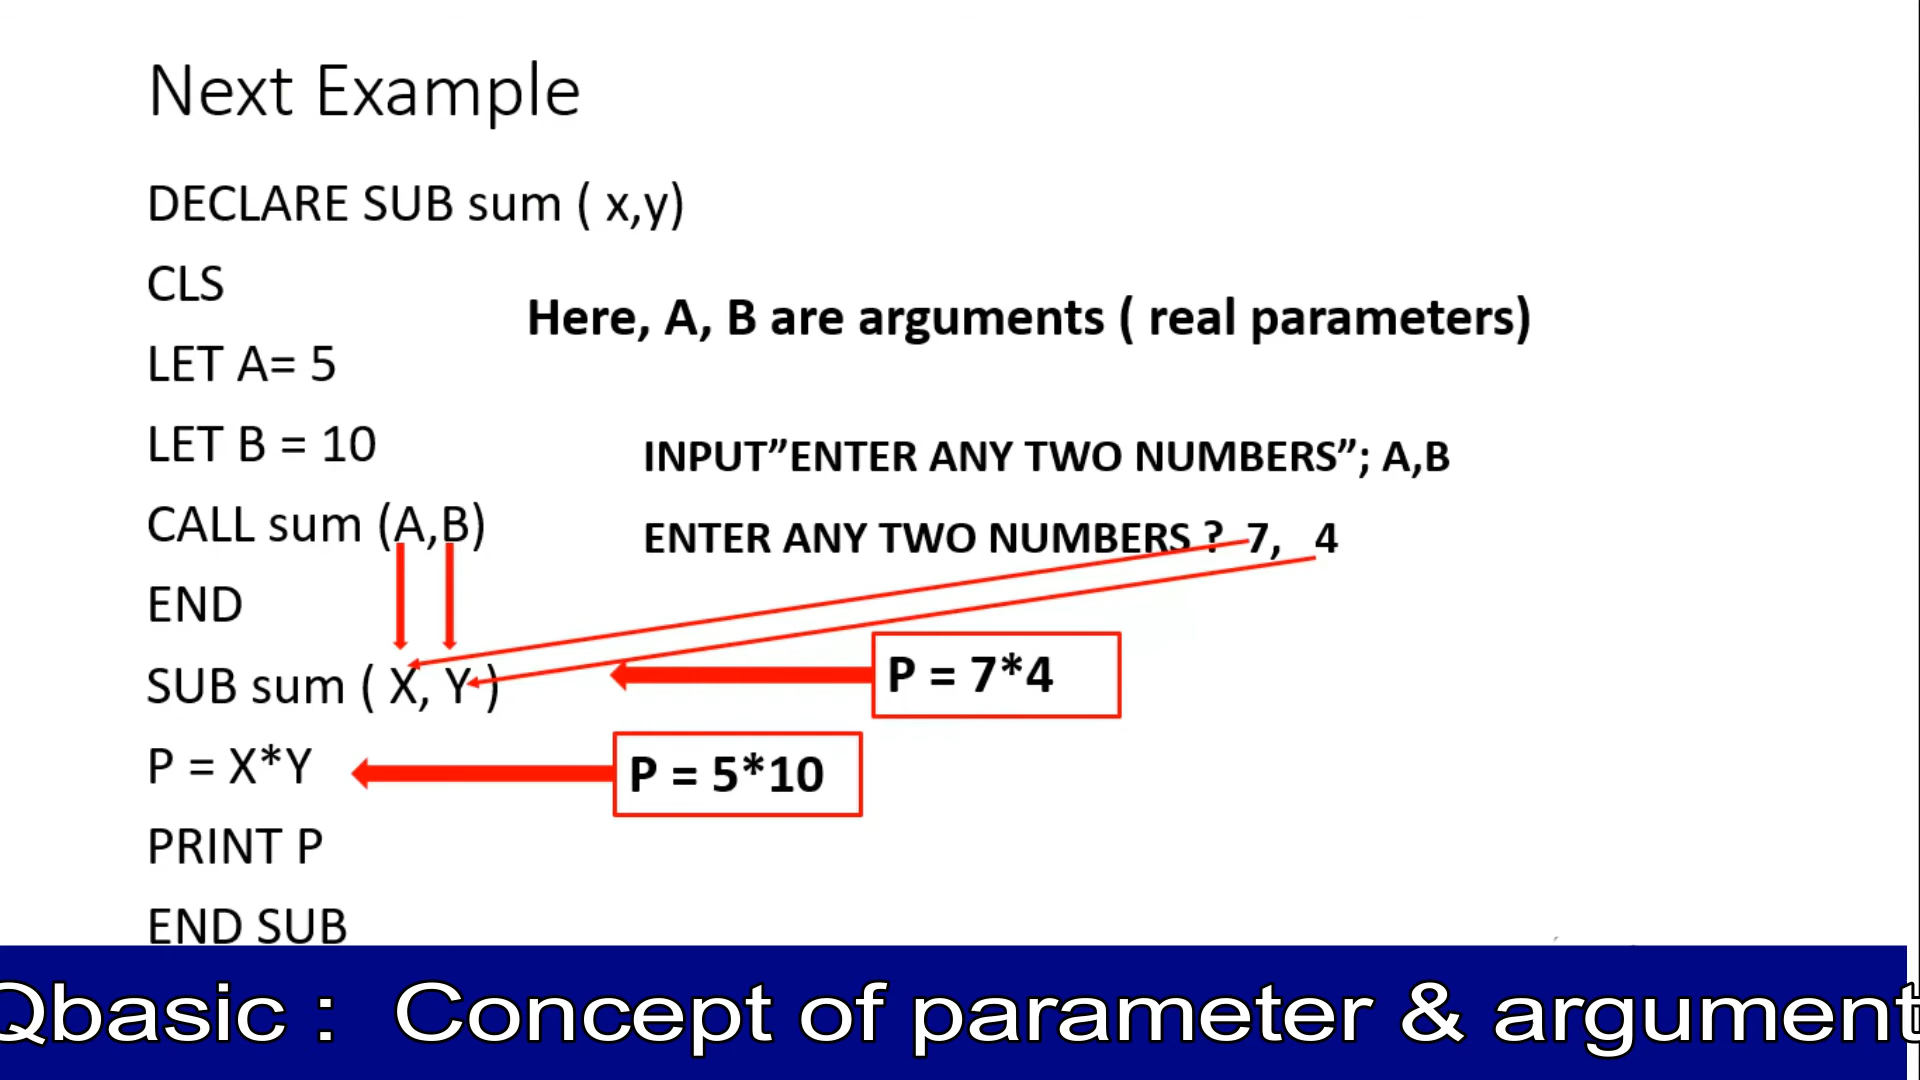 Next Example
DECLARE SUB sum ( x,y)
CLS
Here, A, B are arguments ( real parameters)
LET A= 5
LET B = 10
INPUT”ENTER ANY TWO NUMBERS”; A,B
CALL sum (A,B)
ENTER ANY TWO NUMBERS ? 7, 4
END
SUB sum ( X, Y )
P = 7*4
P = X*Y
P = 5*10
PRINT P
END SUB
Qbasic : Concept of parameter & argument